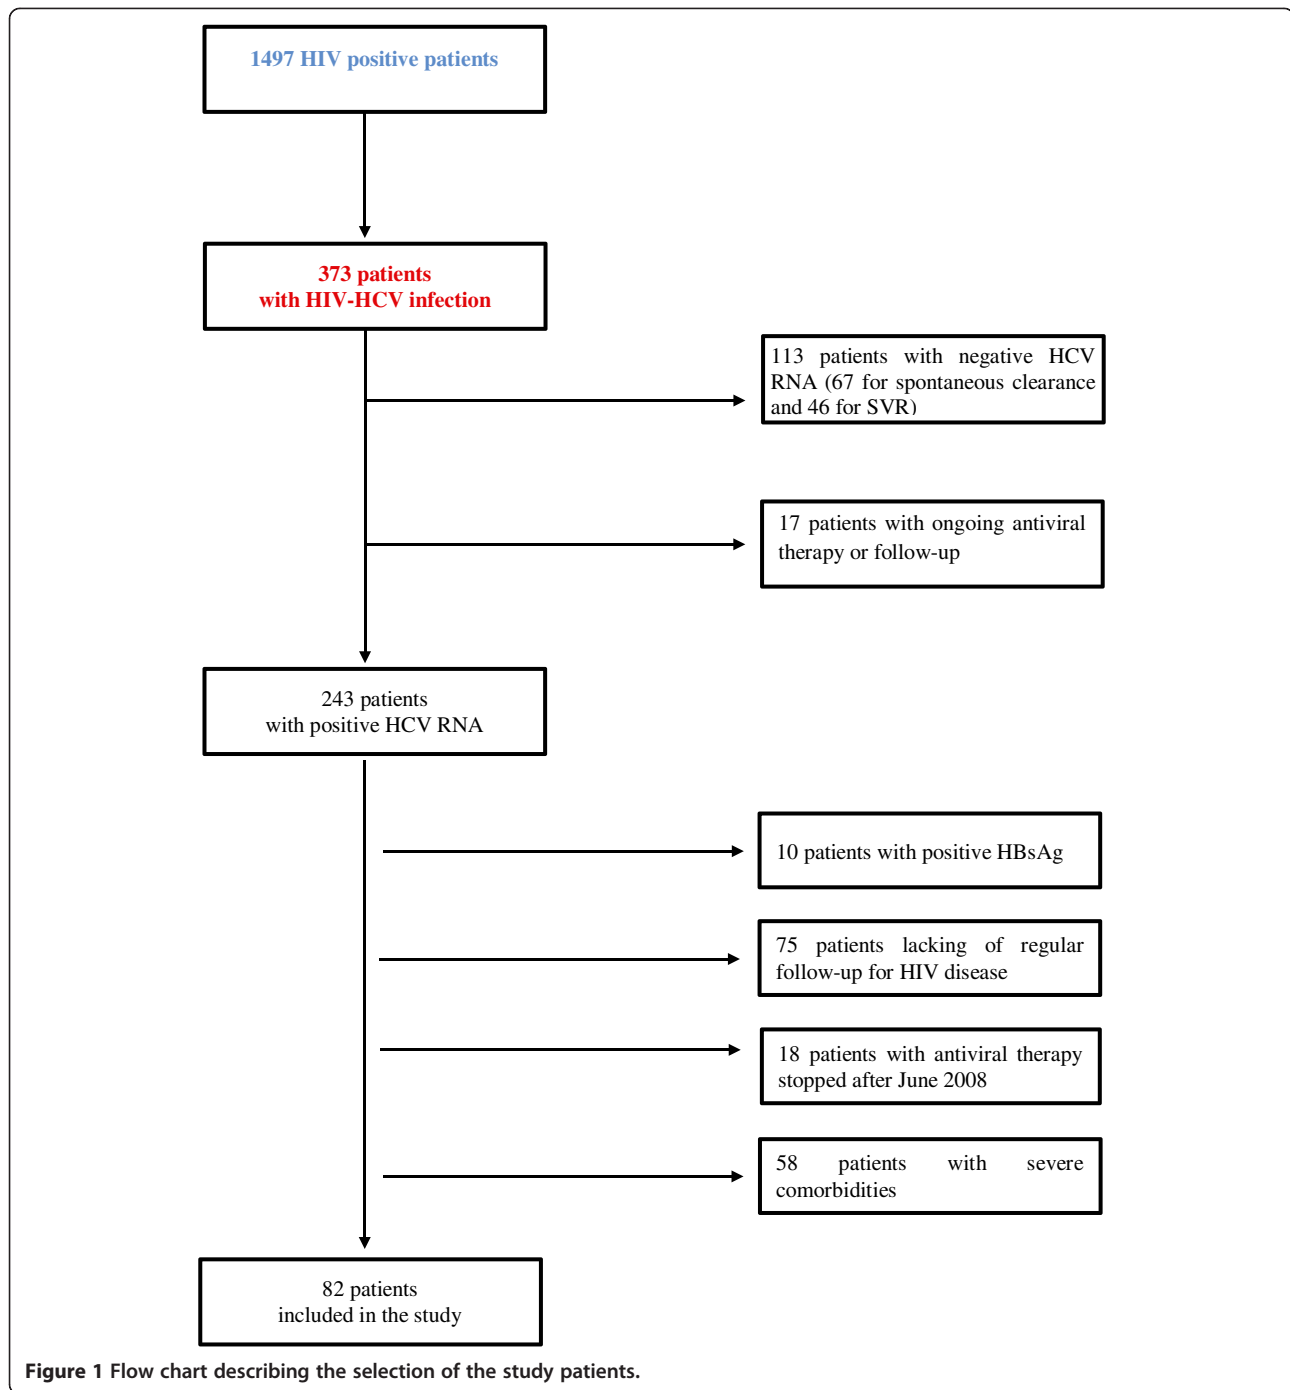 1497 HIV positive patients
373 patients
with HIV-HCV infection
113 patients with negative HCV
RNA (67 for spontaneous clearance
and 46 for SVR)
17 patients with ongoing antiviral
therapy or follow-up
243 patients
with positive HCV RNA
10 patients with positive HBsAg
75 patients lacking of regular
follow-up for HIV disease
18 patients with antiviral therapy
stopped after June 2008
58 patients with severe
comorbidities
82 patients
included in the study
Figure 1 Flow chart describing the selection of the study patients.